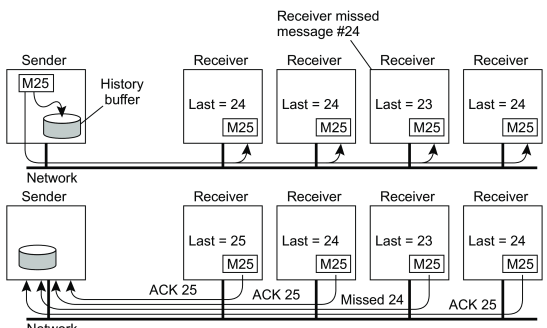 Receiver missed
message #24
Sender Receiver Receiver Receiver Receiver
M25
History
buffer
Last = 24 Last = 24 Last = 23 Last = 24
M25 M25 M25 M25
Network
Sender Receiver Receiver Receiver Receiver
Last = 25 Last = 24 Last = 23 Last = 24
M25 M25 M25 M25
ACK 25 ACK 25 Missed 24 ACK 25
Network